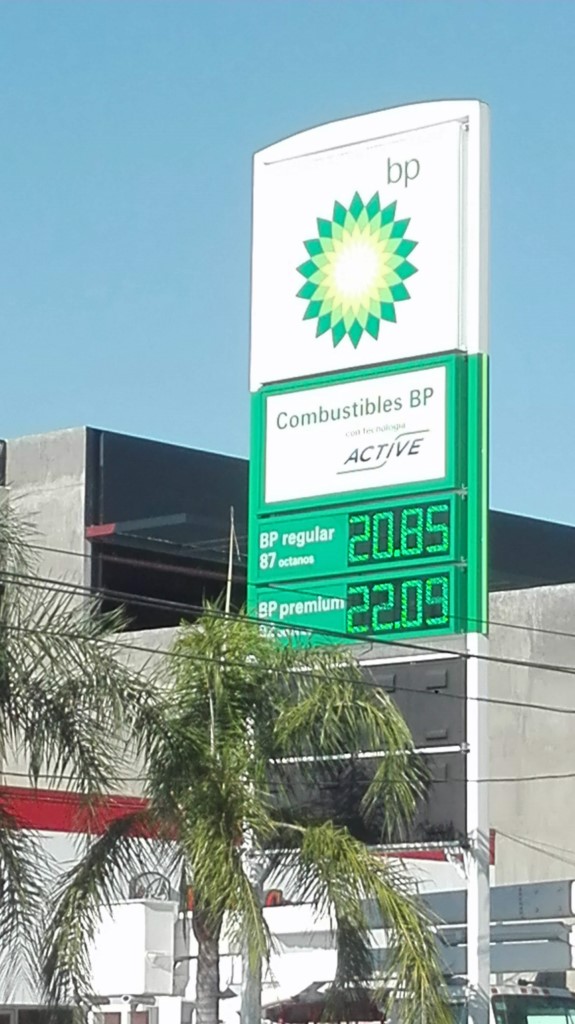 bp
Combustibles BP
con tecnología
ACTIVE
BP regular
87 octanos
20.85
BP premium
22.09